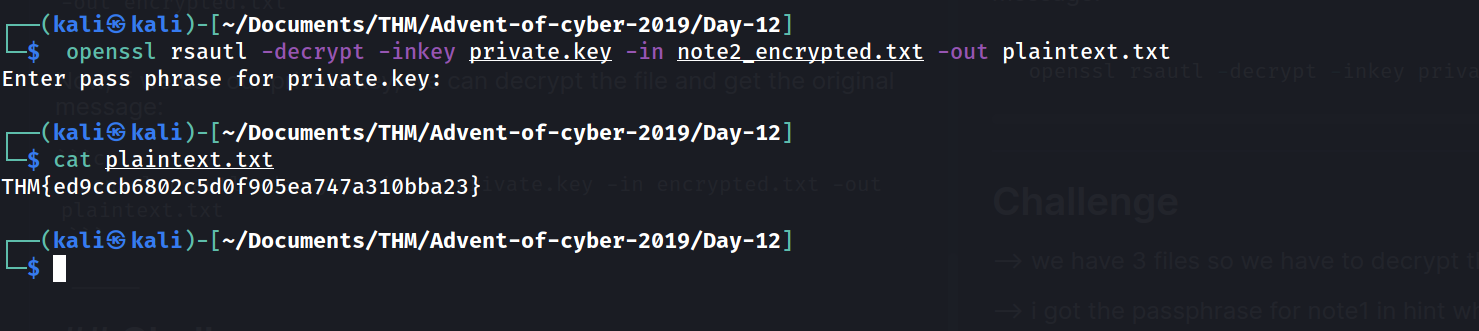 -out encrypted.txt
┌──(kali㉿kali)-[~/Documents/THM/Advent-of-cyber-2019/Day-12]
└─$ openssl rsautl -decrypt -inkey private.key -in note2_encrypted.txt -out plaintext.txt
openssl rsautl -decrypt -inkey priva
Enter pass phrase for private.key:
can decrypt the file and get the original
message:
┌──(kali㉿kali)-[~/Documents/THM/Advent-of-cyber-2019/Day-12]
└─$ cat plaintext.txt
THM{ed9ccb6802c5d0f905ea747a310bba23}
rivate.key -in encrypted.txt -out
plaintext.txt
Challenge
┌──(kali㉿kali)-[~/Documents/THM/Advent-of-cyber-2019/Day-12]
└─$
--> we have 3 files so we have to decrypt th
--> i got the passphrase for note1 in hint wh